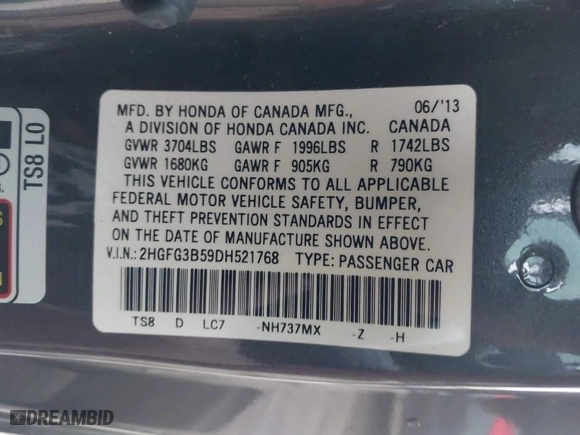 MFD. BY HONDA OF CANADA MFG., 06/'13
A DIVISION OF HONDA CANADA INC. CANADA
GVWR 3704LBS GAWR F 1996LBS R 1742LBS
GVWR 1680KG GAWR F 905KG R 790KG
THIS VEHICLE CONFORMS TO ALL APPLICABLE
FEDERAL MOTOR VEHICLE SAFETY, BUMPER,
AND THEFT PREVENTION STANDARDS IN EFFECT
ON THE DATE OF MANUFACTURE SHOWN ABOVE.
V.I.N.:2HGFG3B59DH521768 TYPE: PASSENGER CAR
TS8 D LC7 -NH737MX -Z -H
TS8 L0
DREAMBID